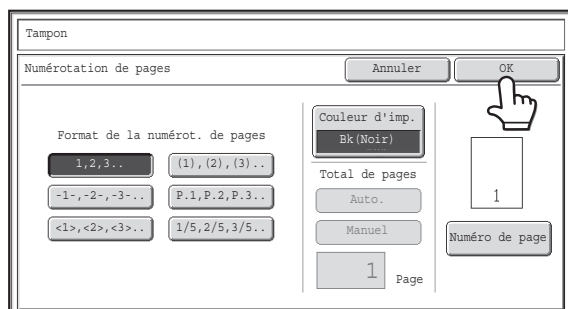 Tampon
Numérotation de pages
Annuler
OK
Format de la numérot. de pages
1,2,3..
(1),(2),(3)..
-1-,-2-,-3-..
P.1,P.2,P.3..
<1>,<2>,<3>..
1/5,2/5,3/5..
Couleur d'imp.
Bk(Noir)
Total de pages
Auto.
Manuel
1
Page
1
Numéro de page